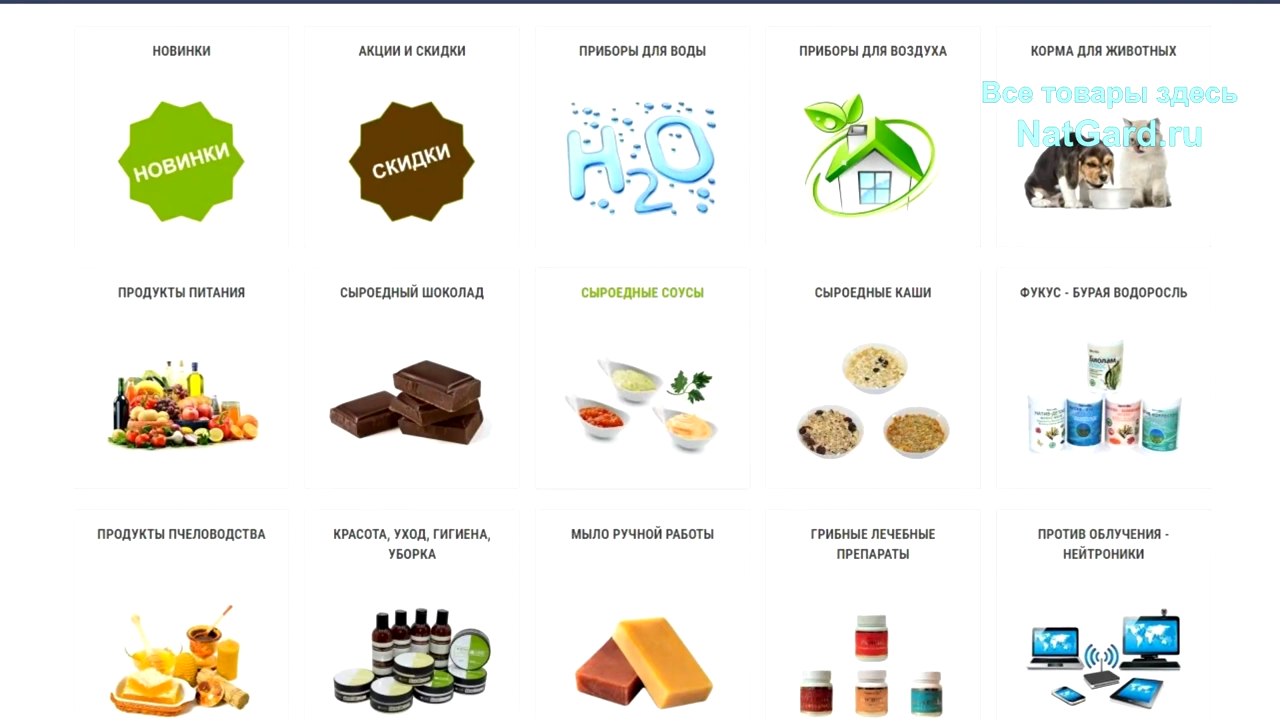 НОВИНКИ
АКЦИИ И СКИДКИ
ПРИБОРЫ ДЛЯ ВОДЫ
ПРИБОРЫ ДЛЯ ВОЗДУХА
КОРМА ДЛЯ ЖИВОТНЫХ
Все товары здесь
NatGard.ru
НОВИНКИ
СКИДКИ
H2O
ПРОДУКТЫ ПИТАНИЯ
СЫРОЕДНЫЙ ШОКОЛАД
СЫРОЕДНЫЕ СОУСЫ
СЫРОЕДНЫЕ КАШИ
ФУКУС - БУРАЯ ВОДОРОСЛЬ
ПРОДУКТЫ ПЧЕЛОВОДСТВА
КРАСОТА, УХОД, ГИГИЕНА,
УБОРКА
МЫЛО РУЧНОЙ РАБОТЫ
ГРИБНЫЕ ЛЕЧЕБНЫЕ
ПРЕПАРАТЫ
ПРОТИВ ОБЛУЧЕНИЯ -
НЕЙТРОНИКИ